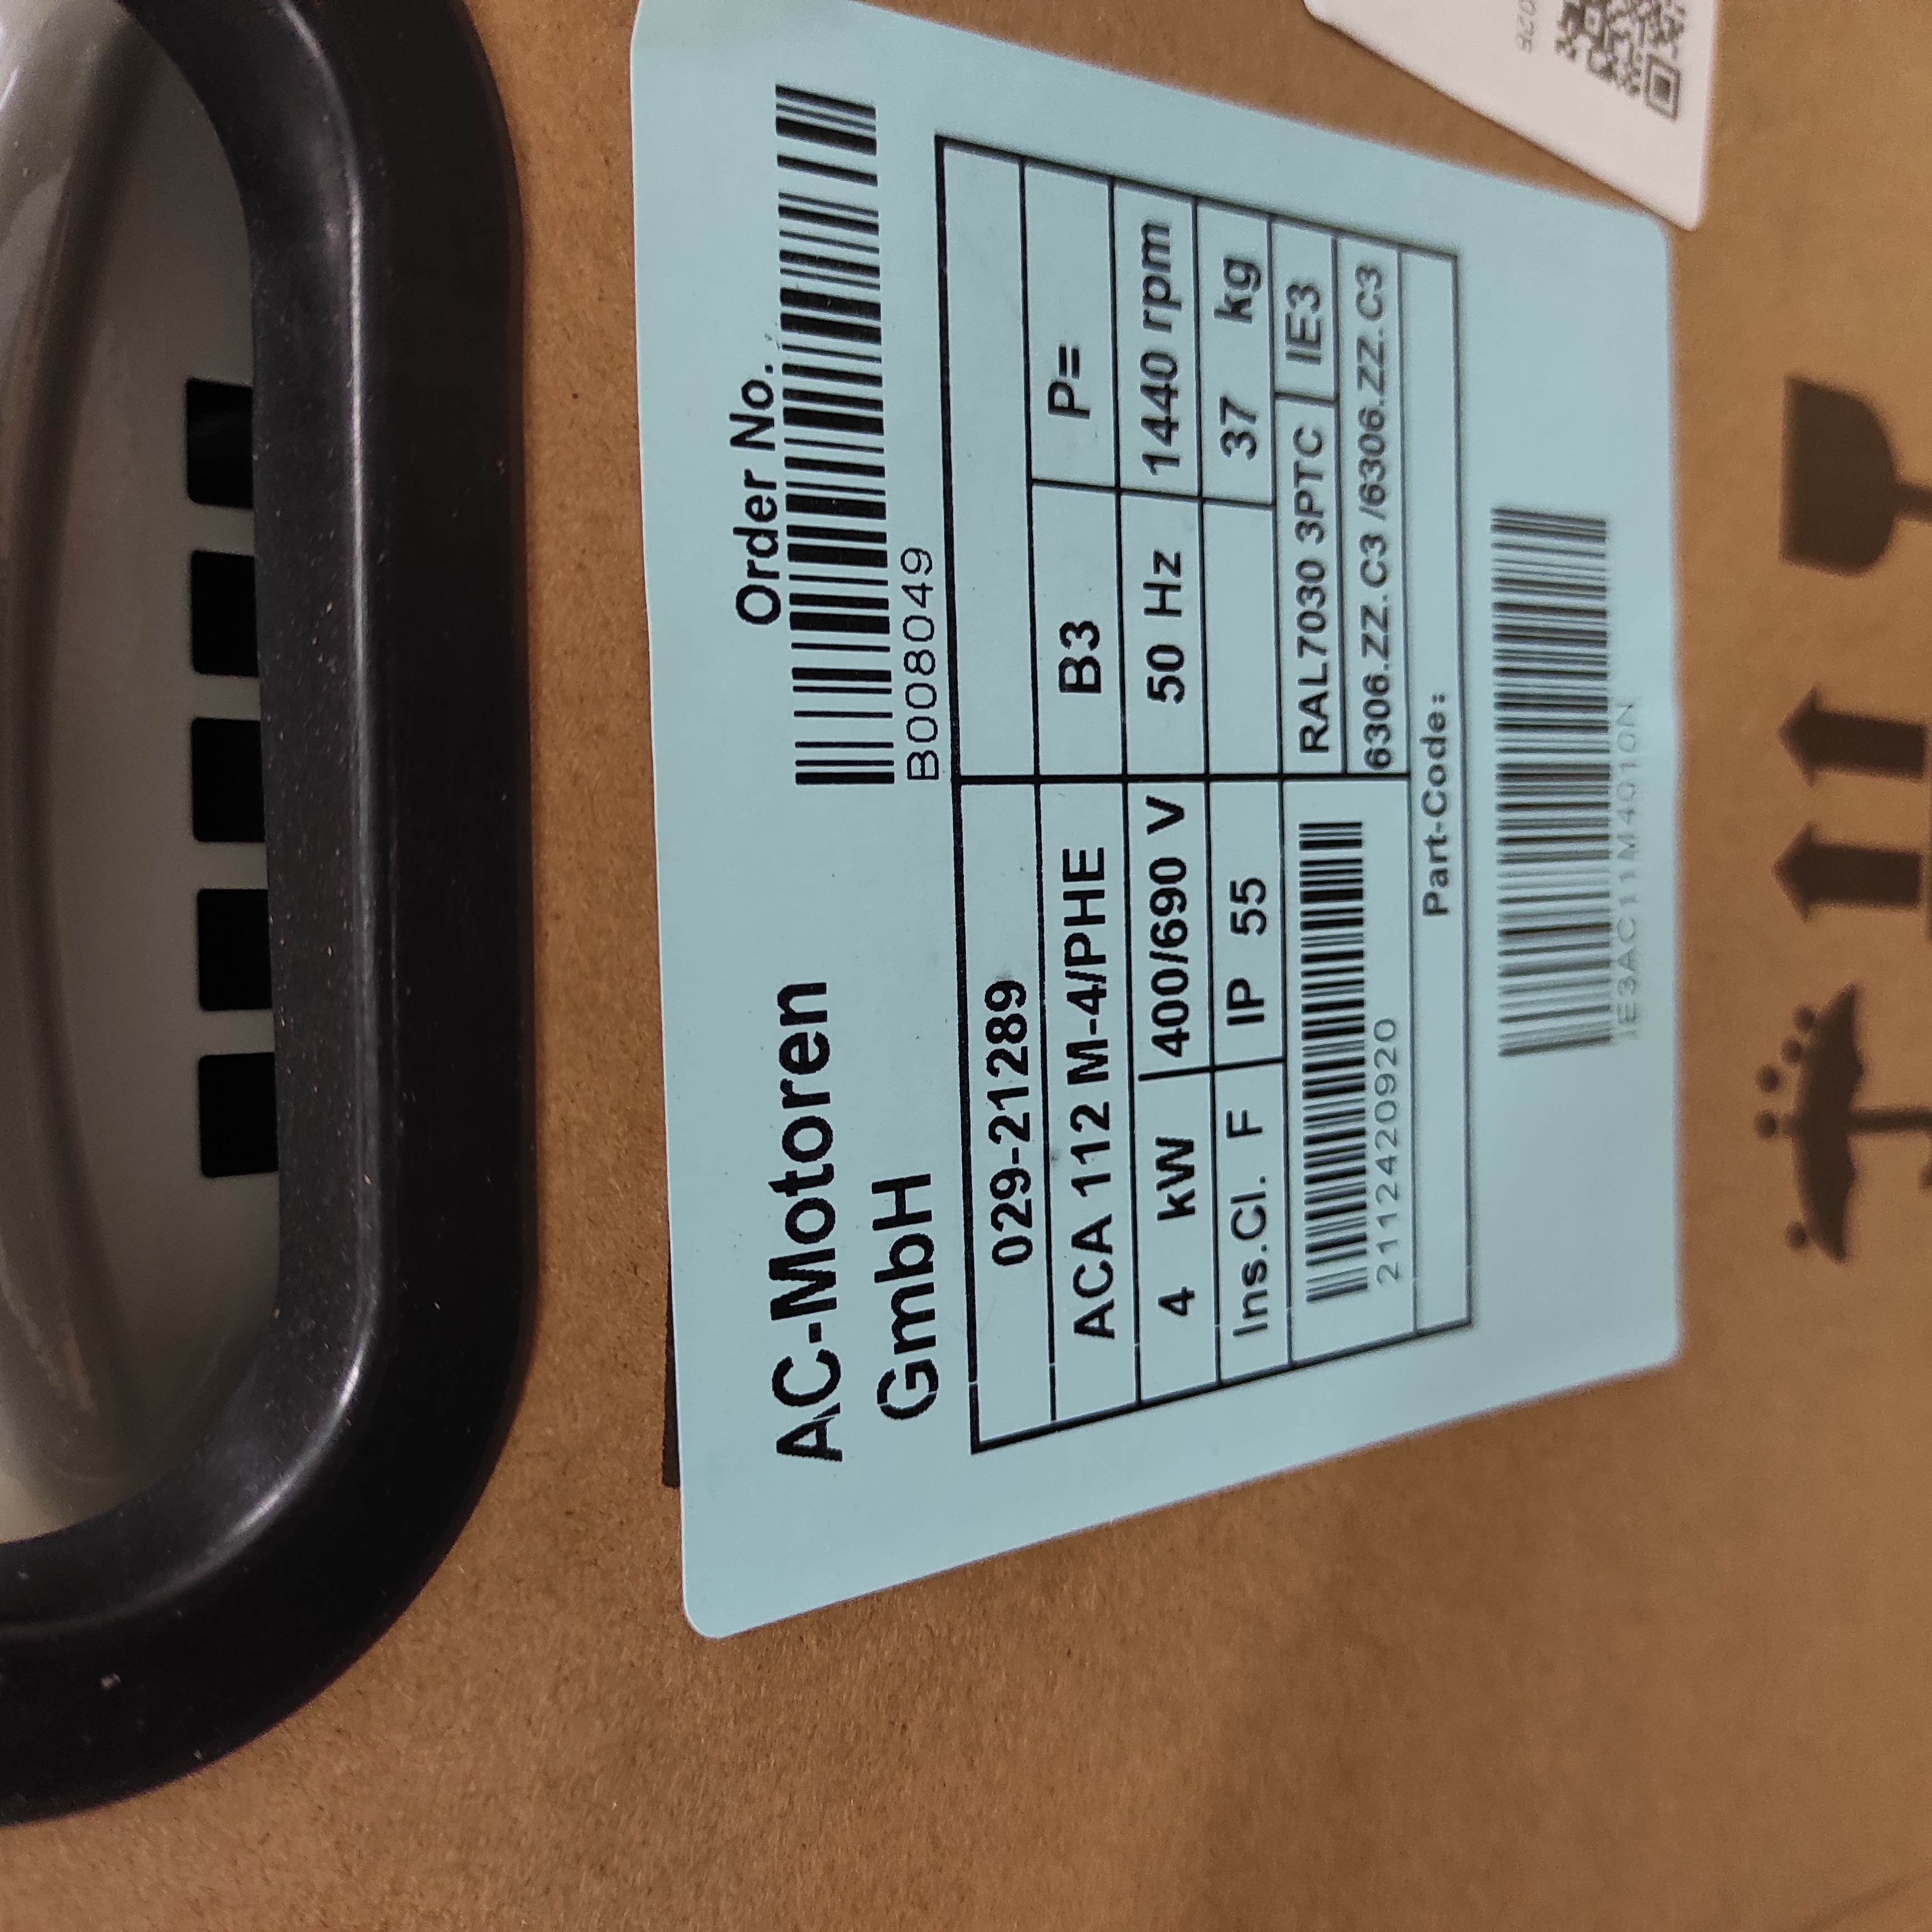 AC-Motoren
GmbH
Order No.
B008049
029-21289
ACA 112 M-4/PHE B3 P=
4 kW 400/690 V 50 Hz 1440 rpm
Ins.Cl. F IP 55 37 kg
RAL7030 3PTC IE3
6306.ZZ.C3 /6306.ZZ.C3
21112420920
Part-Code:
IE3AC11M4010N